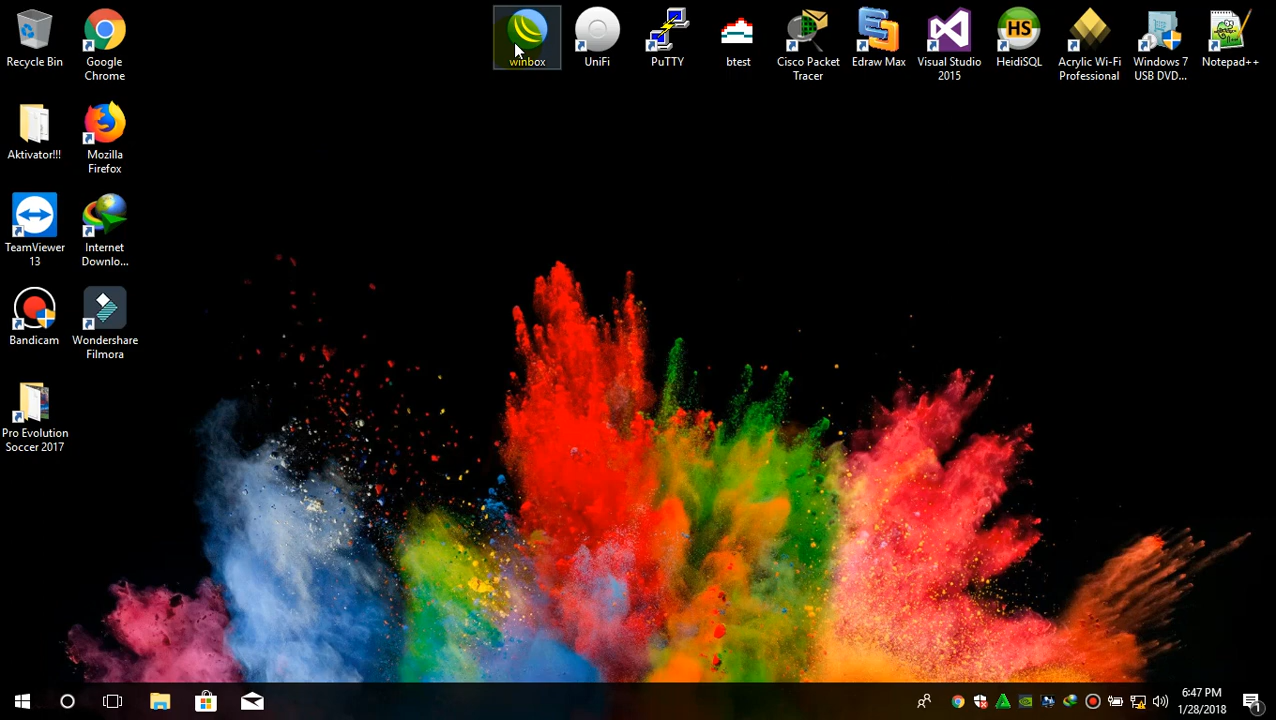 Recycle Bin
Google
Chrome
winbox
UniFi
PuTTY
btest
Cisco Packet
Tracer
Edraw Max
Visual Studio
2015
HS
HeidiSQL
Acrylic Wi-Fi
Professional
Windows 7
USB DVD...
Notepad++
Aktivator!!!
Mozilla
Firefox
TeamViewer
13
Internet
Downlo...
Bandicam
Wondershare
Filmora
Pro Evolution
Soccer 2017
6:47 PM
1/28/2018
1